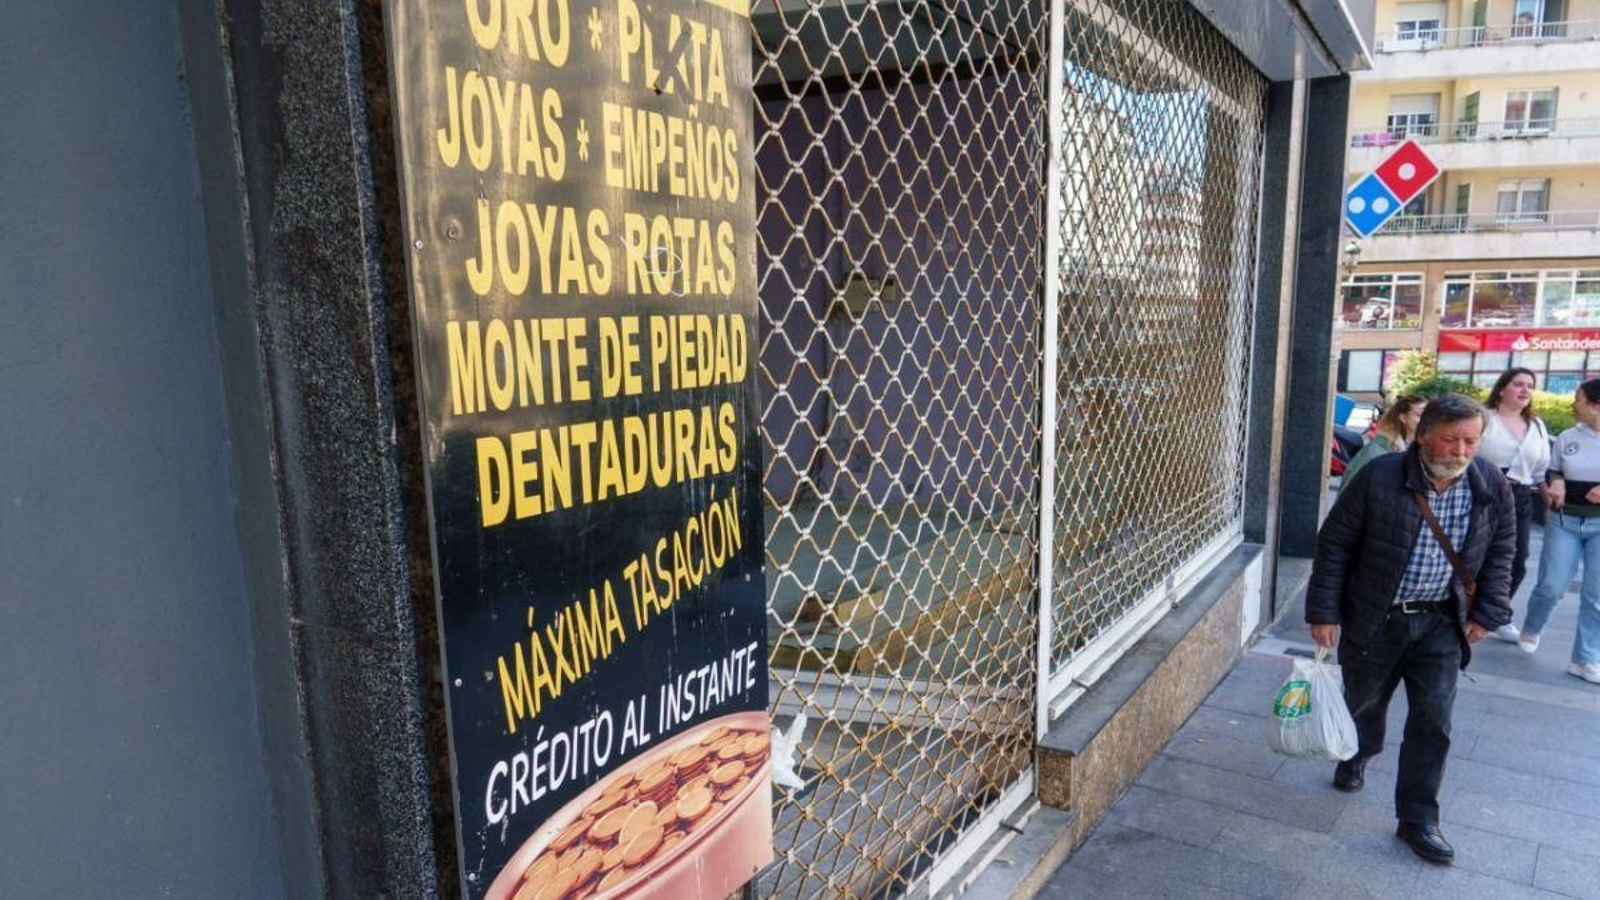 ORO * PLATA
JOYAS * EMPEÑOS
JOYAS ROTAS
MONTE DE PIEDAD
DENTADURAS
MÁXIMA TASACIÓN
CRÉDITO AL INSTANTE
Santander